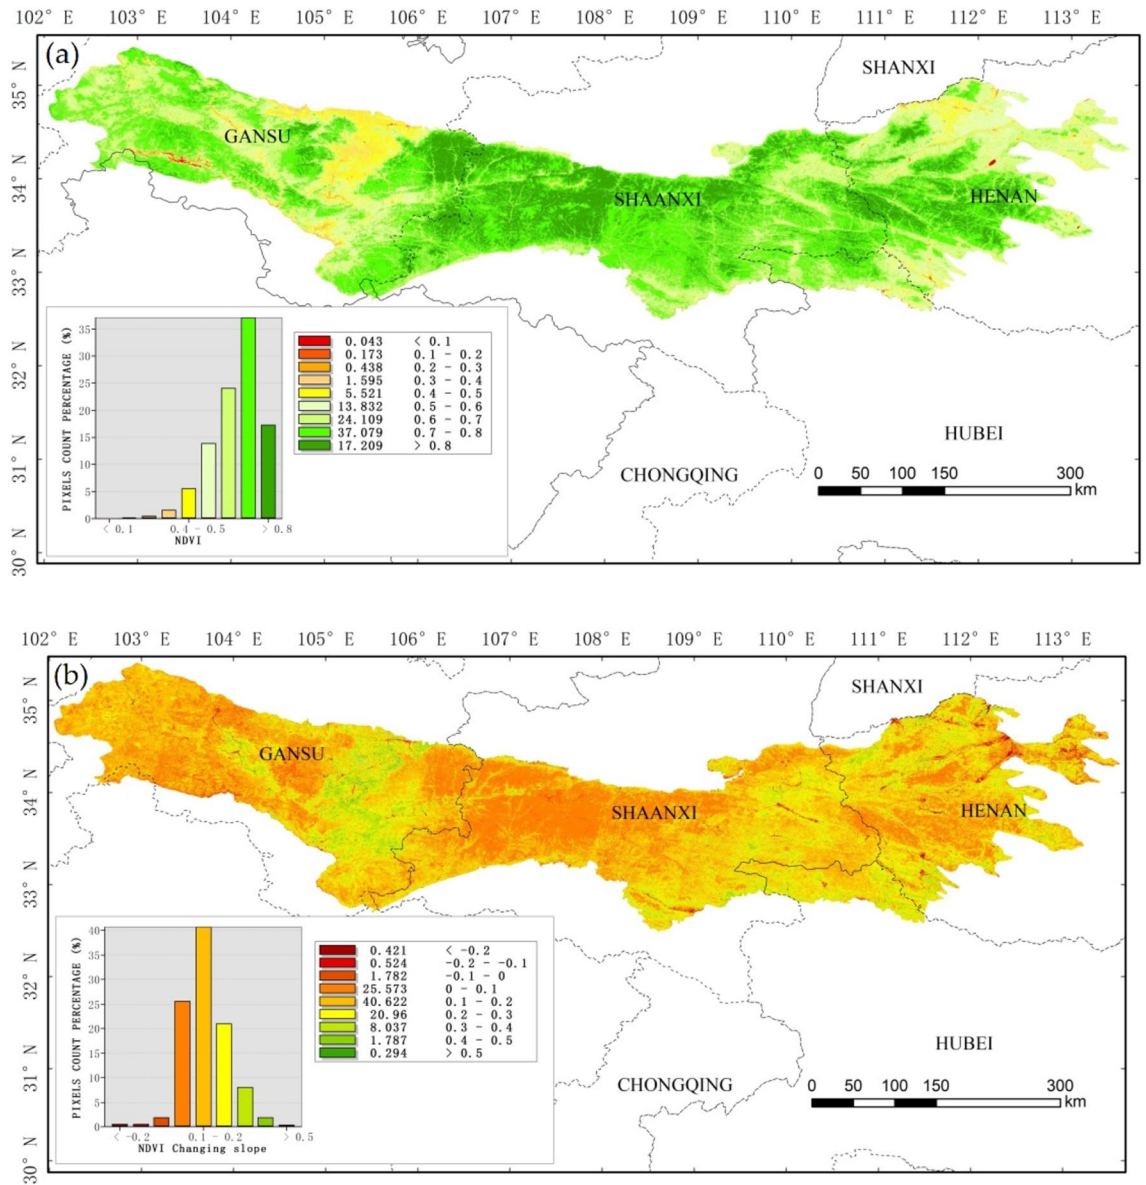 102° E 103° E 104° E 105° E 106° E 107° E 108° E 109° E 110° E 111° E 112° E 113° E
(a)
SHANXI
35° N
GANSU
34° N
SHAANXI
HENAN
33° N
PIXELS COUNT PERCENTAGE (%)
35
30
25
20
15
10
5
0
< 0.1 0.4 - 0.5 > 0.8
NDVI
0.043 < 0.1
0.173 0.1 - 0.2
0.438 0.2 - 0.3
1.595 0.3 - 0.4
5.521 0.4 - 0.5
13.832 0.5 - 0.6
24.109 0.6 - 0.7
37.079 0.7 - 0.8
17.209 > 0.8
32° N
31° N
HUBEI
CHONGQING
0 50 100 150 300
km
30° N
102° E 103° E 104° E 105° E 106° E 107° E 108° E 109° E 110° E 111° E 112° E 113° E
(b)
SHANXI
35° N
GANSU
34° N
SHAANXI
HENAN
33° N
PIXELS COUNT PERCENTAGE (%)
40
35
30
25
20
15
10
5
0
< -0.2 0.1 - 0.2 > 0.5
NDVI Changing slope
0.421 < -0.2
0.524 -0.2 - -0.1
1.782 -0.1 - 0
25.573 0 - 0.1
40.622 0.1 - 0.2
20.96 0.2 - 0.3
8.037 0.3 - 0.4
1.787 0.4 - 0.5
0.294 > 0.5
32° N
31° N
HUBEI
CHONGQING
0 50 100 150 300
km
30° N